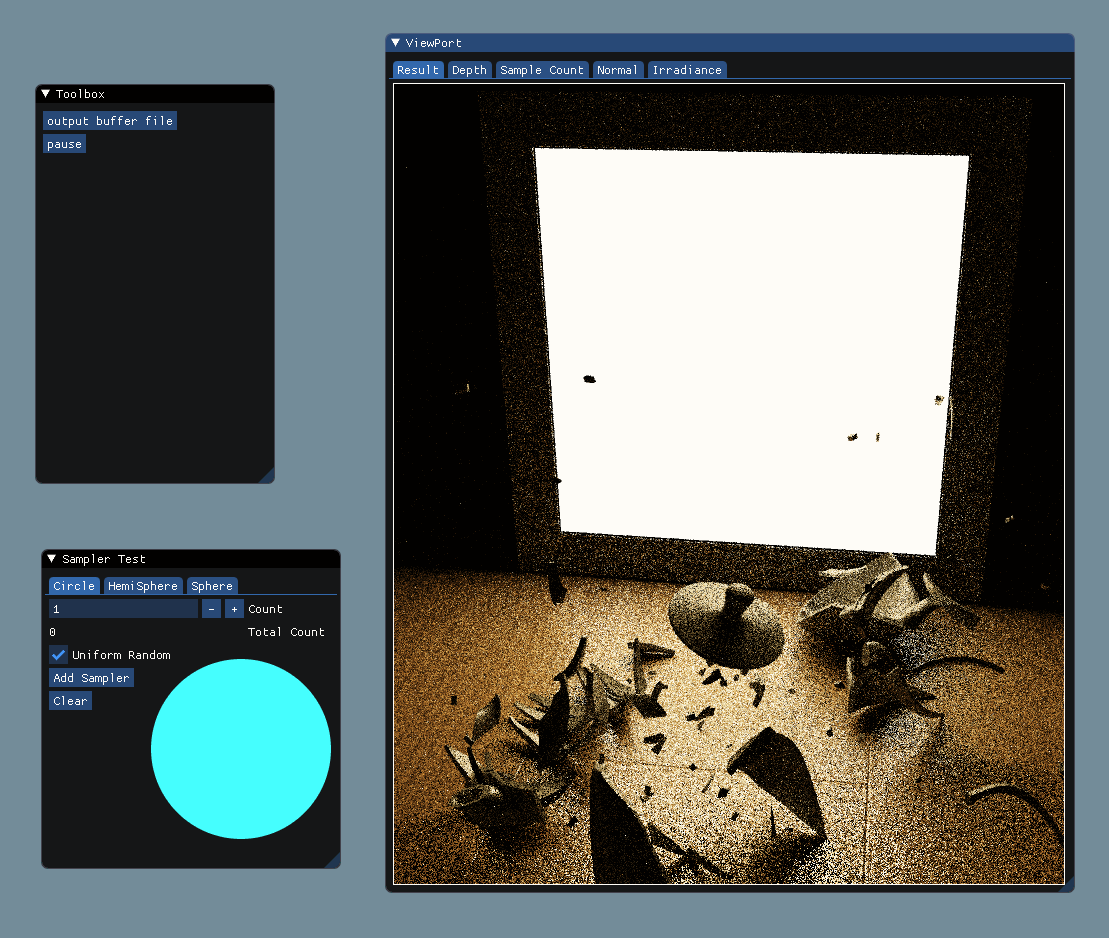 Toolbox
output buffer file
pause
Sampler Test
Circle HemiSphere Sphere
1 - + Count
0 Total Count
Uniform Random
Add Sampler
Clear
ViewPort
Result Depth Sample Count Normal Irradiance